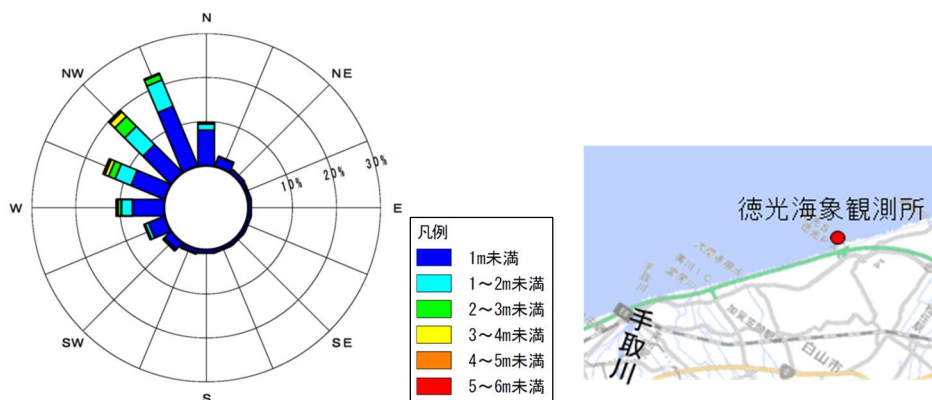 N
NW
NE
30%
20%
10%
W
E
SW
SE
S
凡例
1m未満
1～2m未満
2～3m未満
3～4m未満
4～5m未満
5～6m未満
徳光海象観測所
手取川
白山市